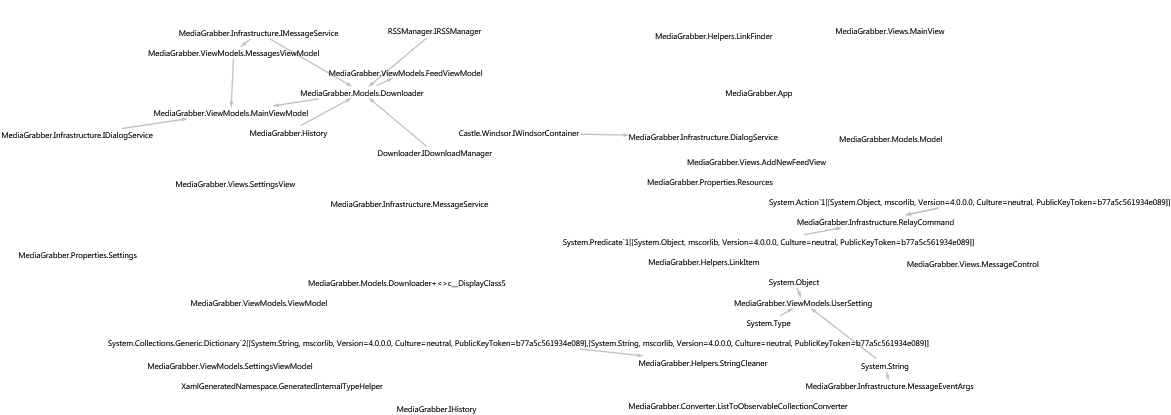 MediaGrabber.Infrastructure.IMessageService
RSSManager.IRSSManager
MediaGrabber.Helpers.LinkFinder
MediaGrabber.Views.MainView
MediaGrabber.ViewModels.MessagesViewModel
MediaGrabber.ViewModels.FeedViewModel
MediaGrabber.Models.Downloader
MediaGrabber.App
MediaGrabber.ViewModels.MainViewModel
MediaGrabber.Infrastructure.IDialogService
MediaGrabber.History
Castle.Windsor.IWindsorContainer
MediaGrabber.Infrastructure.DialogService
MediaGrabber.Models.Model
Downloader.IDownloadManager
MediaGrabber.Views.AddNewFeedView
MediaGrabber.Views.SettingsView
MediaGrabber.Properties.Resources
MediaGrabber.Infrastructure.MessageService
System.Action`1[[System.Object, mscorlib, Version=4.0.0.0, Culture=neutral, PublicKeyToken=b77a5c561934e089]]
MediaGrabber.Infrastructure.RelayCommand
System.Predicate`1[[System.Object, mscorlib, Version=4.0.0.0, Culture=neutral, PublicKeyToken=b77a5c561934e089]]
MediaGrabber.Properties.Settings
MediaGrabber.Helpers.LinkItem
MediaGrabber.Views.MessageControl
MediaGrabber.Models.Downloader+<>c__DisplayClass5
System.Object
MediaGrabber.ViewModels.ViewModel
MediaGrabber.ViewModels.UserSetting
System.Type
System.Collections.Generic.Dictionary`2[[System.String, mscorlib, Version=4.0.0.0, Culture=neutral, PublicKeyToken=b77a5c561934e089],[System.String, mscorlib, Version=4.0.0.0, Culture=neutral, PublicKeyToken=b77a5c561934e089]]
MediaGrabber.ViewModels.SettingsViewModel
MediaGrabber.Helpers.StringCleaner
System.String
XamlGeneratedNamespace.GeneratedInternalTypeHelper
MediaGrabber.Infrastructure.MessageEventArgs
MediaGrabber.IHistory
MediaGrabber.Converter.ListToObservableCollectionConverter